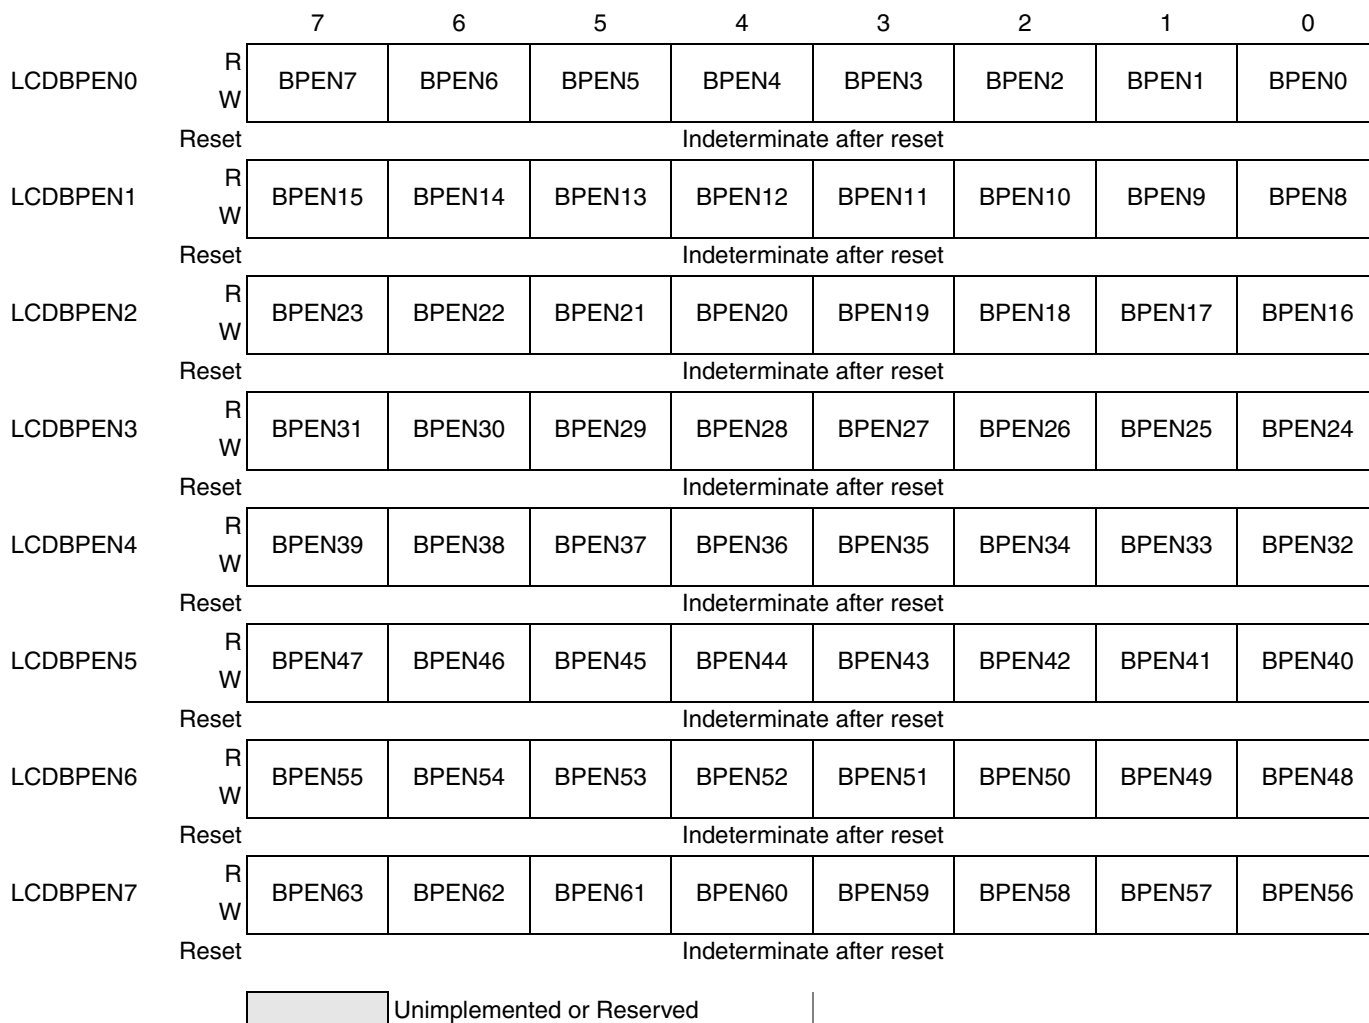 7 6 5 4 3 2 1 0
LCDBPEN0 R W BPEN7 BPEN6 BPEN5 BPEN4 BPEN3 BPEN2 BPEN1 BPEN0
Reset Indeterminate after reset
LCDBPEN1 R W BPEN15 BPEN14 BPEN13 BPEN12 BPEN11 BPEN10 BPEN9 BPEN8
Reset Indeterminate after reset
LCDBPEN2 R W BPEN23 BPEN22 BPEN21 BPEN20 BPEN19 BPEN18 BPEN17 BPEN16
Reset Indeterminate after reset
LCDBPEN3 R W BPEN31 BPEN30 BPEN29 BPEN28 BPEN27 BPEN26 BPEN25 BPEN24
Reset Indeterminate after reset
LCDBPEN4 R W BPEN39 BPEN38 BPEN37 BPEN36 BPEN35 BPEN34 BPEN33 BPEN32
Reset Indeterminate after reset
LCDBPEN5 R W BPEN47 BPEN46 BPEN45 BPEN44 BPEN43 BPEN42 BPEN41 BPEN40
Reset Indeterminate after reset
LCDBPEN6 R W BPEN55 BPEN54 BPEN53 BPEN52 BPEN51 BPEN50 BPEN49 BPEN48
Reset Indeterminate after reset
LCDBPEN7 R W BPEN63 BPEN62 BPEN61 BPEN60 BPEN59 BPEN58 BPEN57 BPEN56
Reset Indeterminate after reset
Unimplemented or Reserved